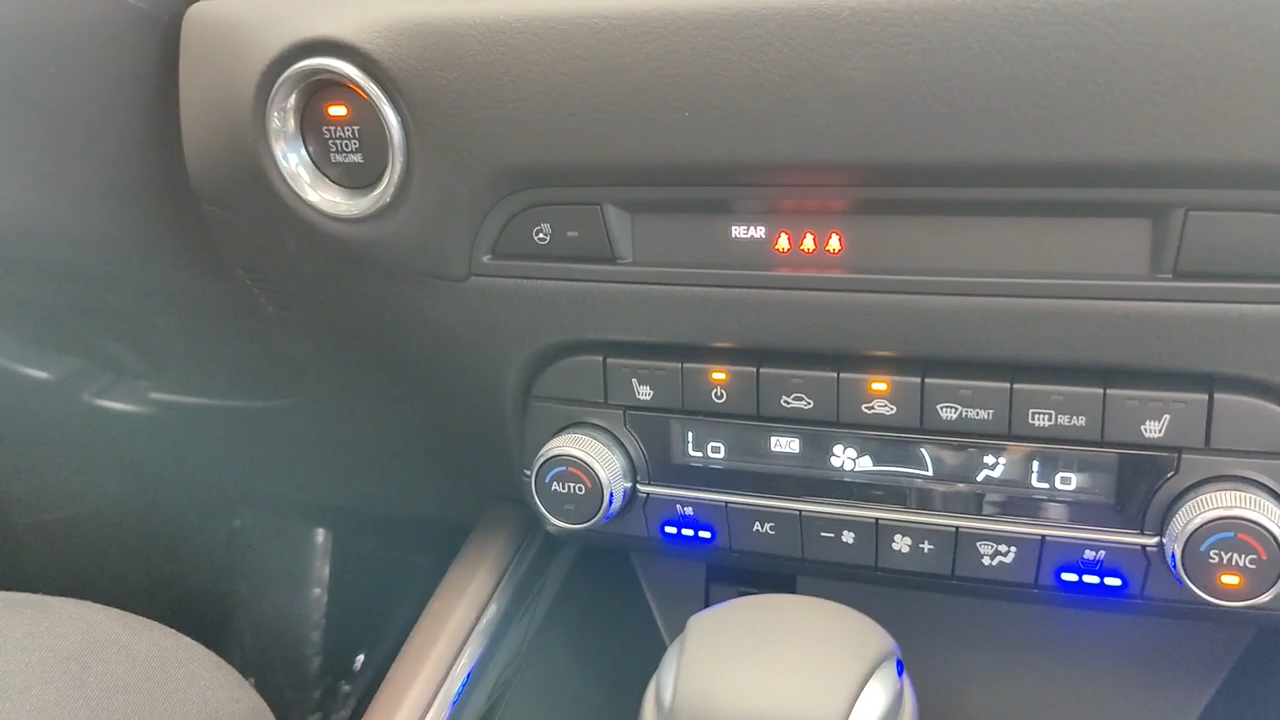 START
STOP
ENGINE
REAR
FRONT
REAR
Lo
A/C
Lo
AUTO
A/C
SYNC